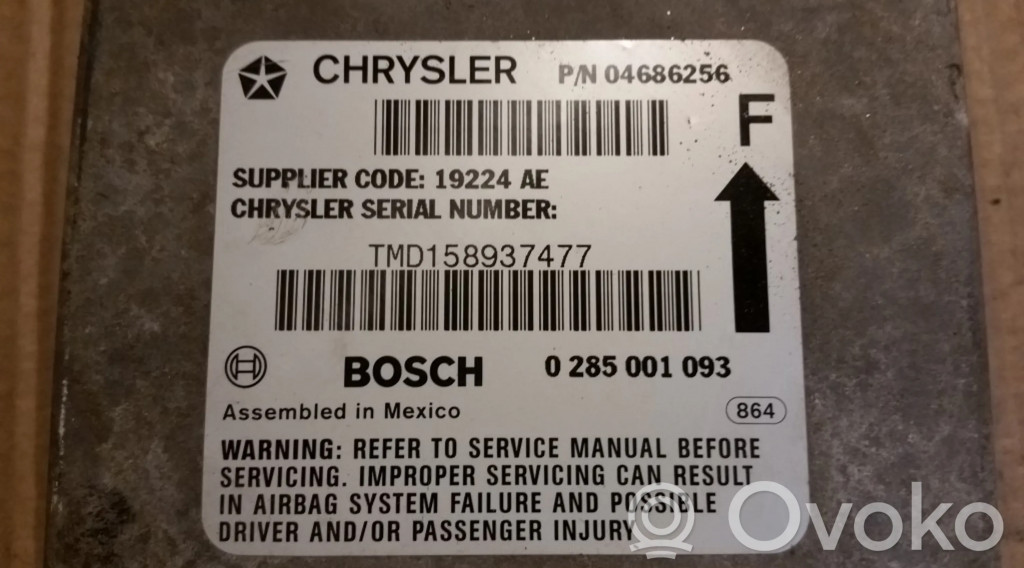 CHRYSLER P/N 04686256
F
SUPPLIER CODE: 19224 AE
CHRYSLER SERIAL NUMBER:
TMD158937477
BOSCH 0 285 001 093
Assembled in Mexico 864
WARNING: REFER TO SERVICE MANUAL BEFORE
SERVICING. IMPROPER SERVICING CAN RESULT
IN AIRBAG SYSTEM FAILURE AND POSSIBLE
DRIVER AND/OR PASSENGER INJURY
Ovoko